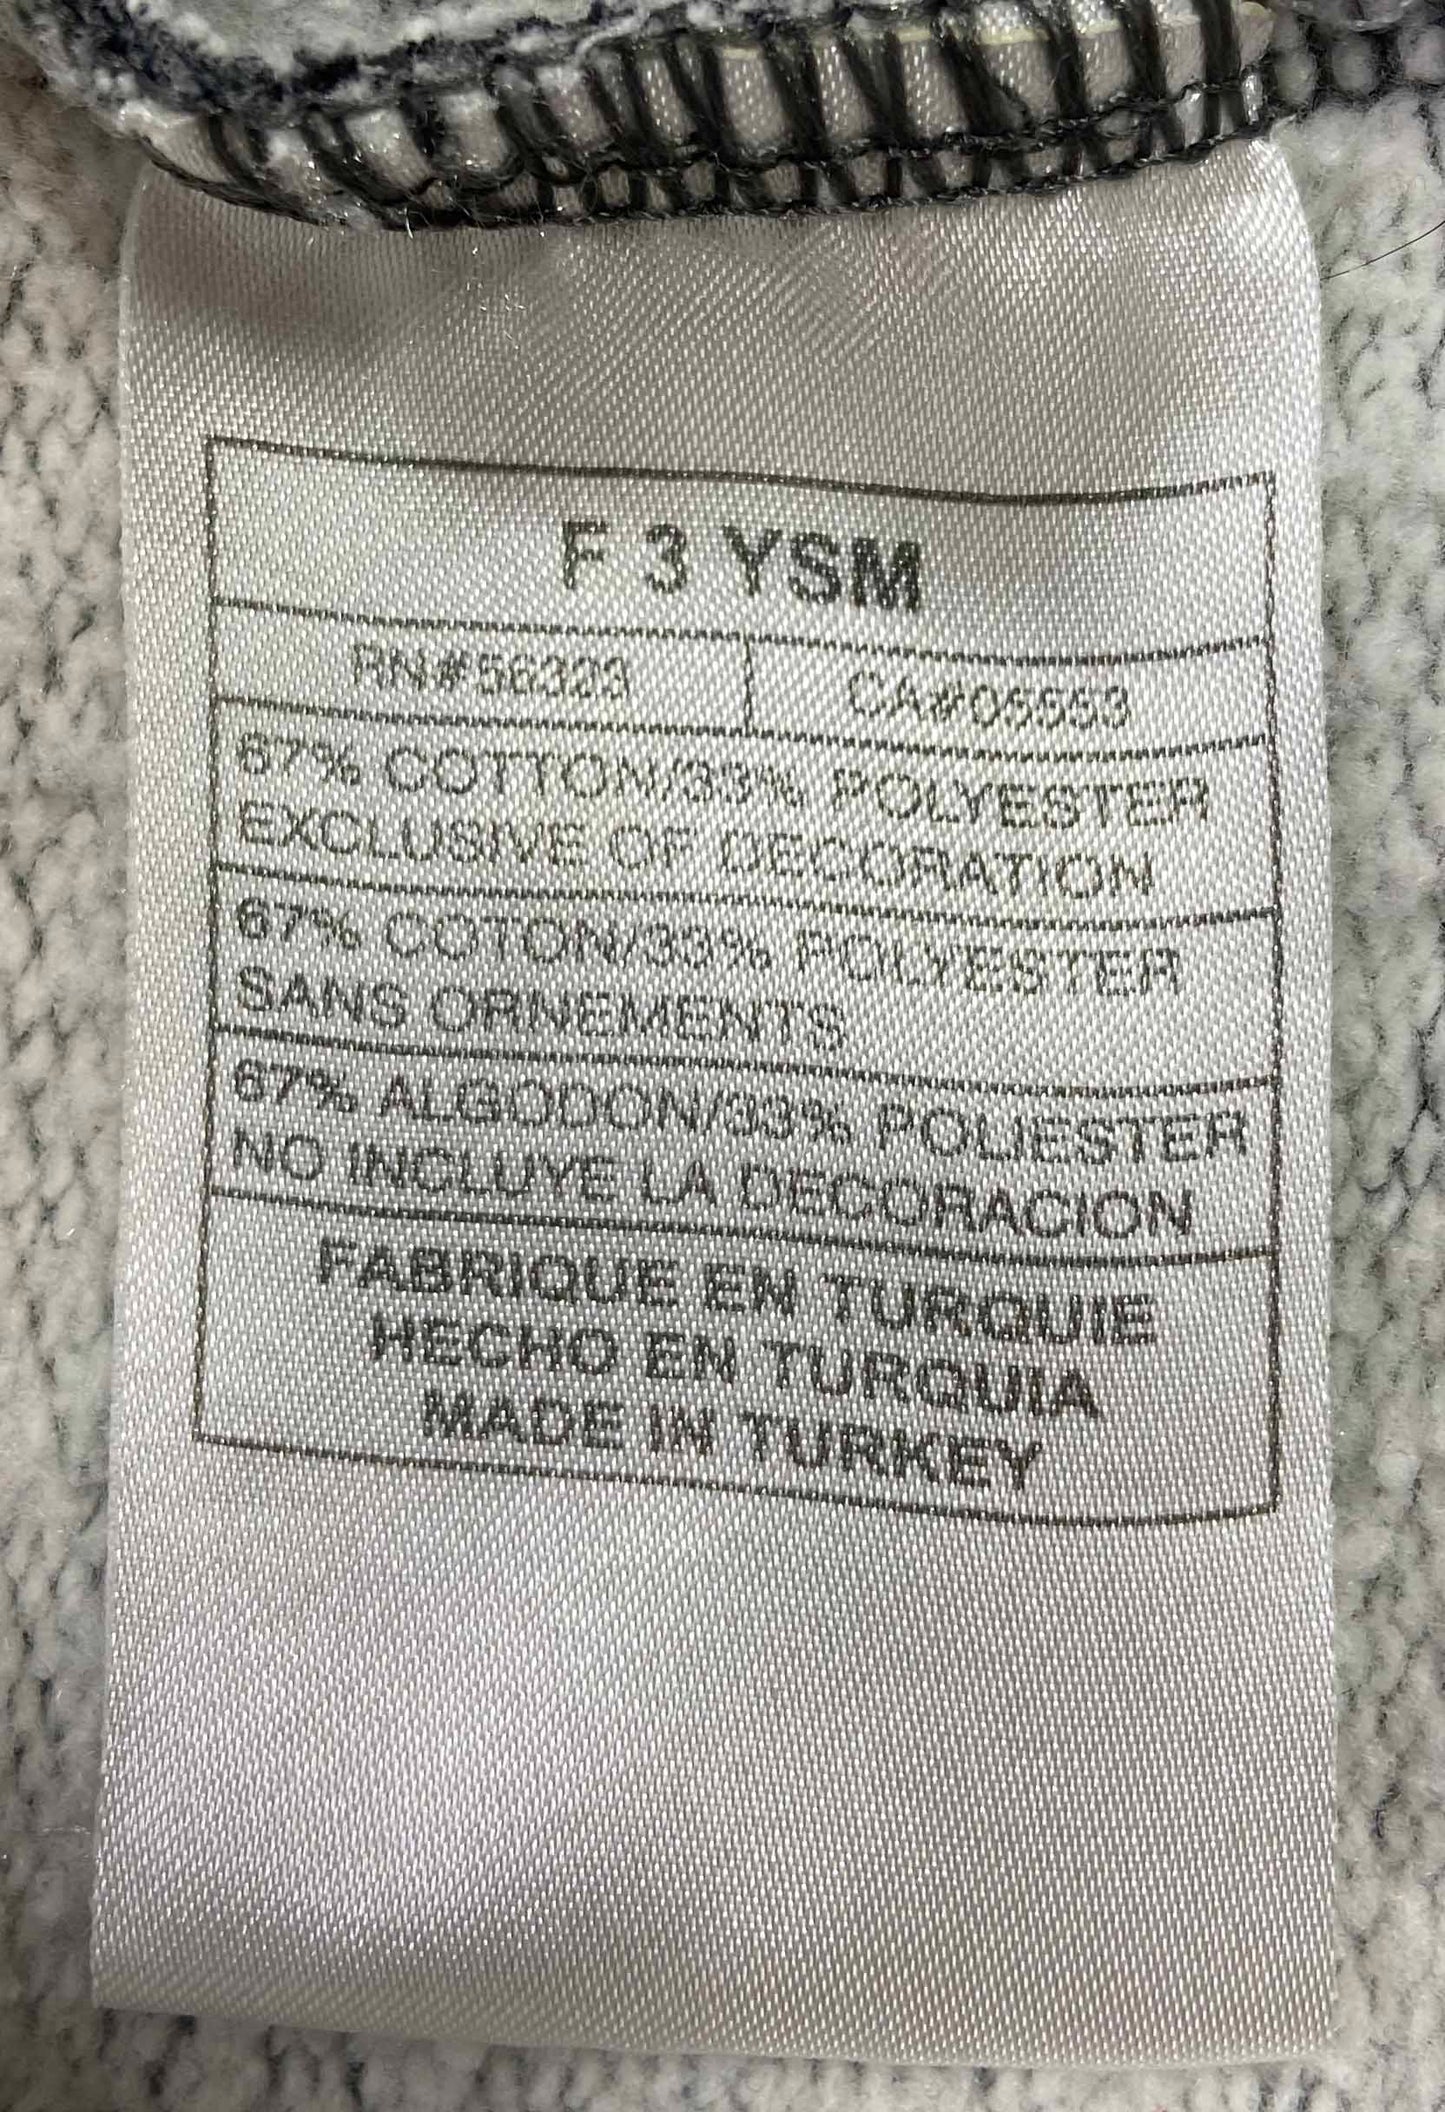 F 3 YSM
RN#56323
CA#05553
67% COTTON/33% POLYESTER
EXCLUSIVE OF DECORATION
67% COTON/33% POLYESTER
SANS ORNEMENTS
67% ALGODON/33% POLIESTER
NO INCLUYE LA DECORACION
FABRIQUE EN TURQUIE
HECHO EN TURQUIA
MADE IN TURKEY